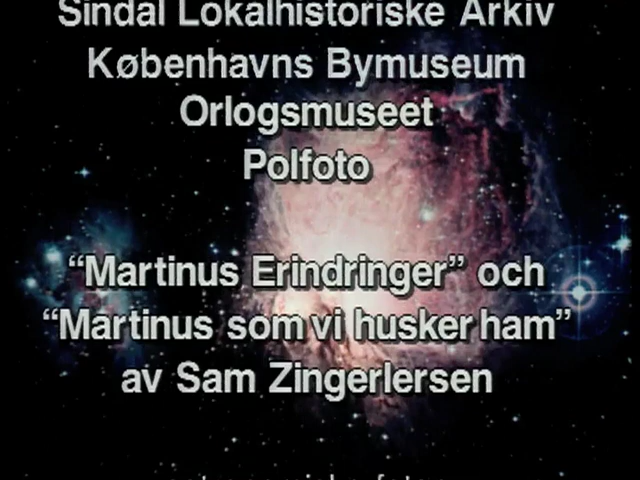 Sindal Lokalhistoriske Arkiv
Københavns Bymuseum
Orlogsmuseet
Polfoto
“Martinus Erindringer” och
“Martinus som vi husker ham”
av Sam Zingerlersen